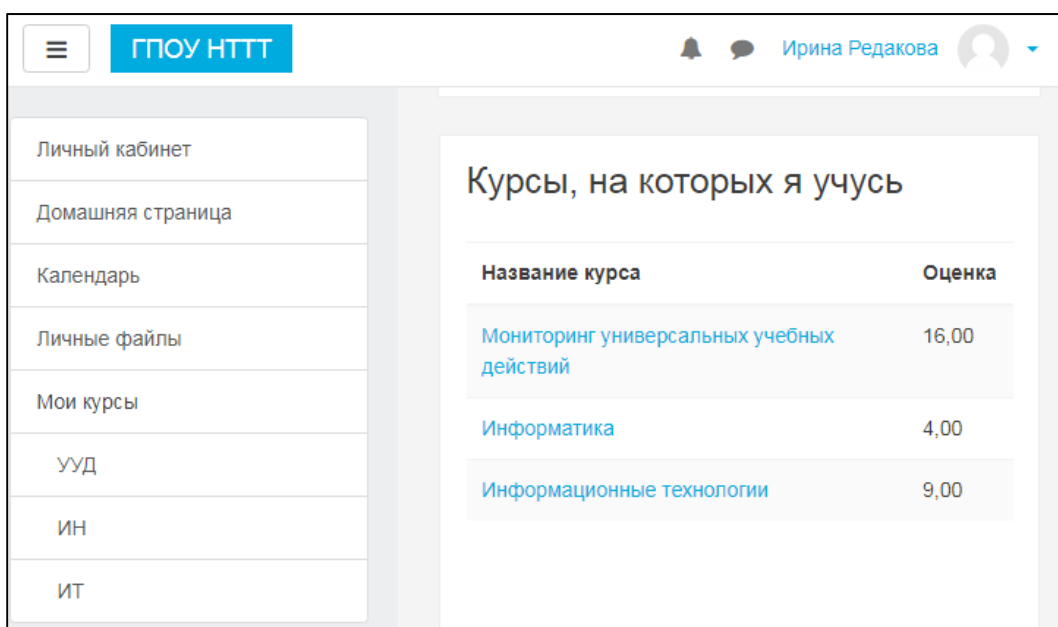 ГПОУ НТТТ
Ирина Редакова
Личный кабинет
Домашняя страница
Календарь
Личные файлы
Мои курсы
УУД
ИН
ИТ
Курсы, на которых я учусь
Название курса Оценка
Мониторинг универсальных учебных 16,00
действий
Информатика 4,00
Информационные технологии 9,00